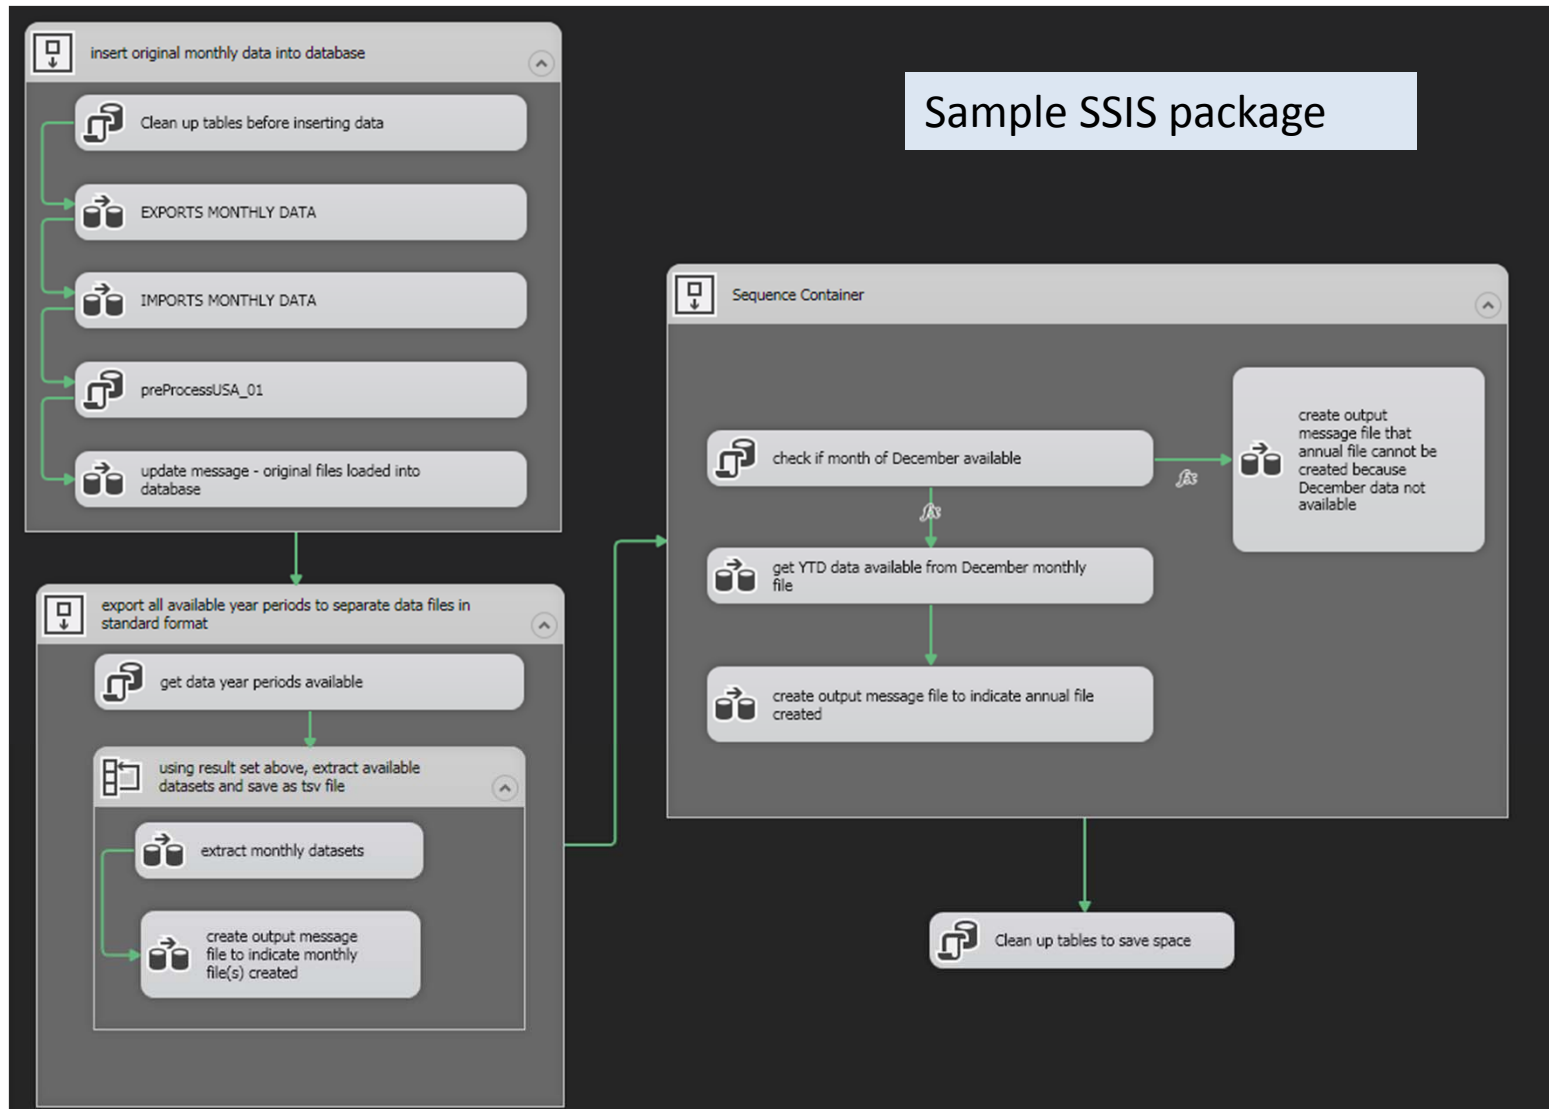 insert original monthly data into database
Clean up tables before inserting data
EXPORTS MONTHLY DATA
IMPORTS MONTHLY DATA
preProcessUSA_01
update message - original files loaded into
database
export all available year periods to separate data files in
standard format
get data year periods available
using result set above, extract available
datasets and save as tsv file
extract monthly datasets
create output message
file to indicate monthly
file(s) created
Sample SSIS package
Sequence Container
check if month of December available
fx
fx
create output
message file that
annual file cannot be
created because
December data not
available
get YTD data available from December monthly
file
create output message file to indicate annual file
created
Clean up tables to save space